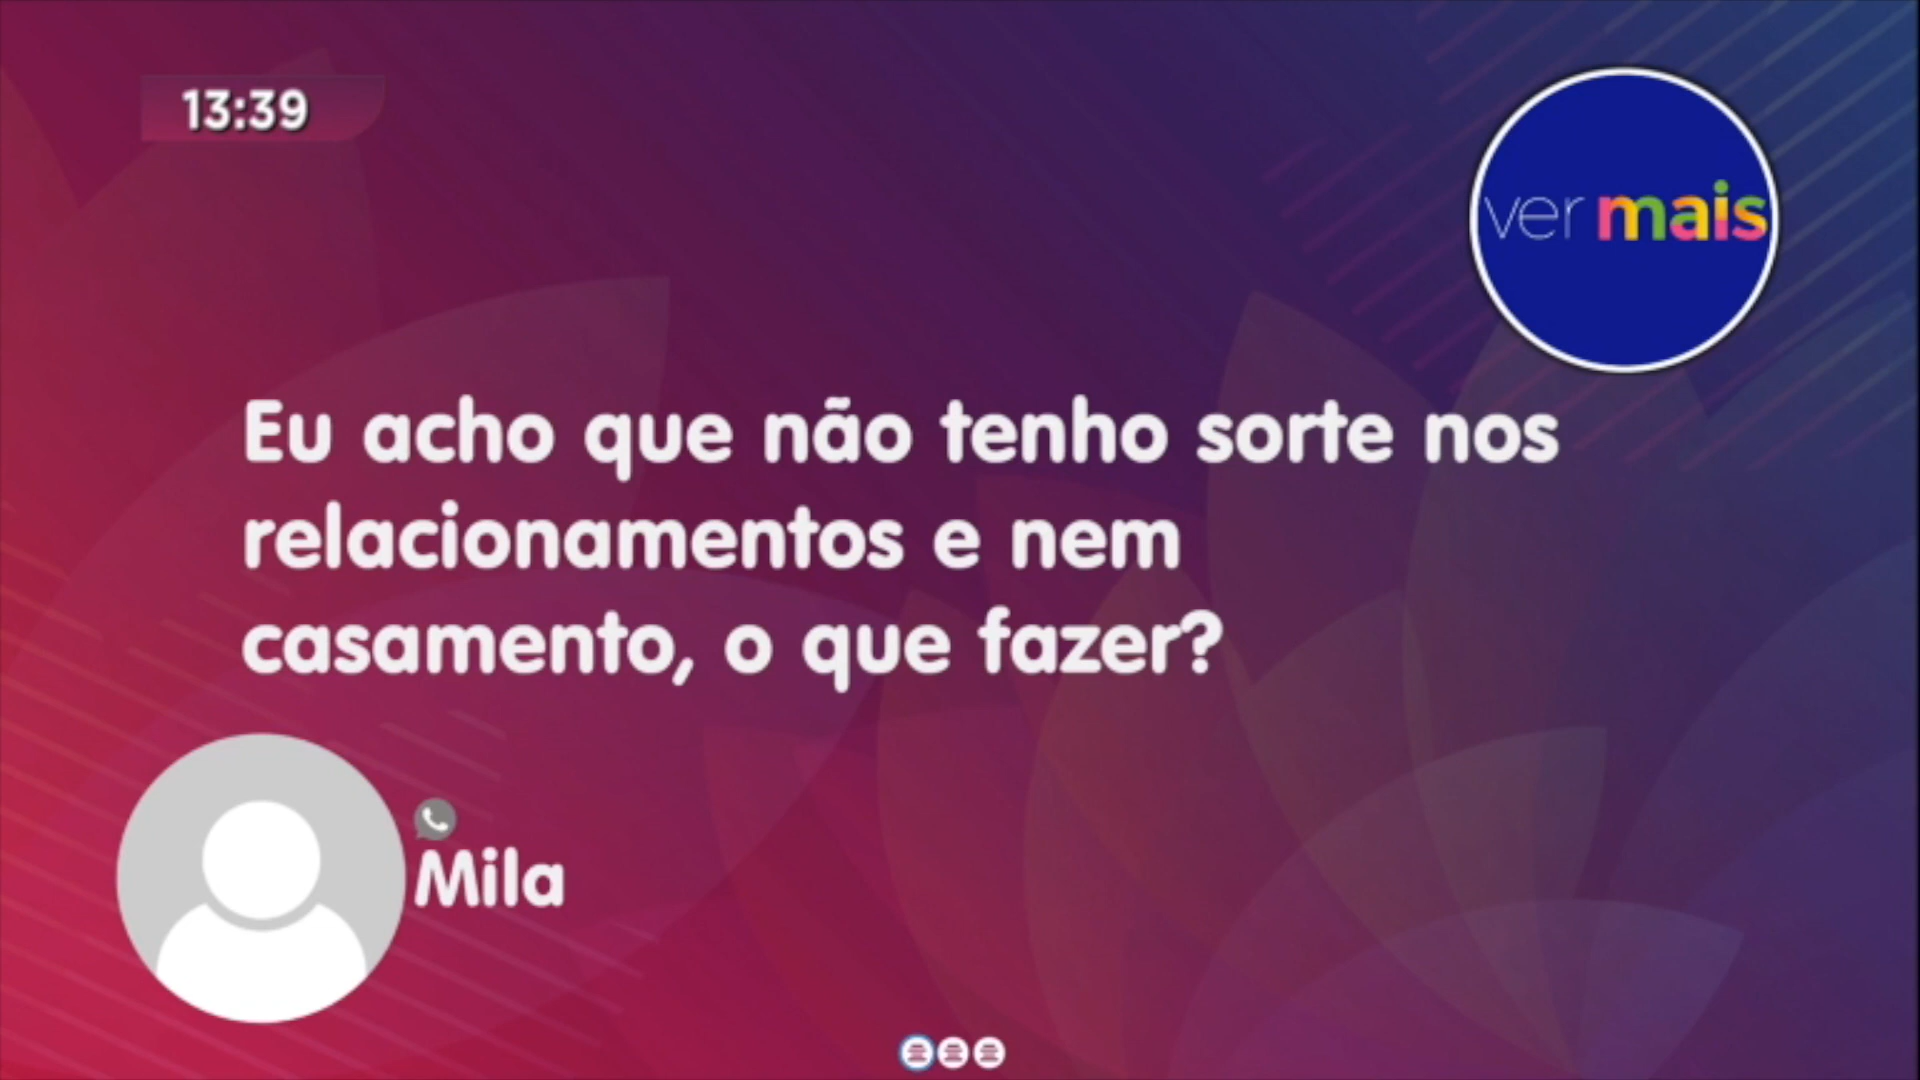 13:39
ver mais
Eu acho que não tenho sorte nos
relacionamentos e nem
casamento, o que fazer?
Mila